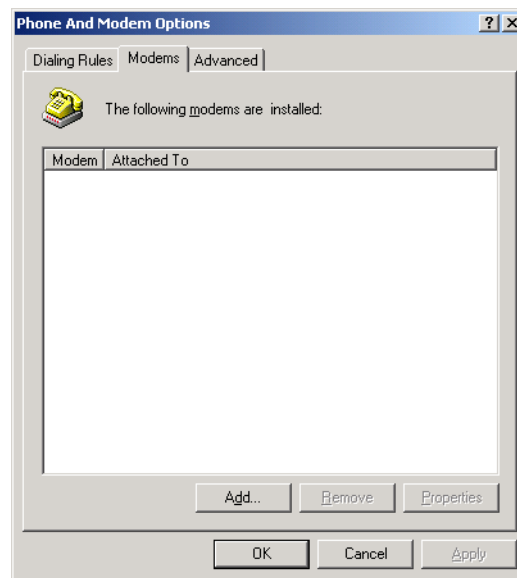 Phone And Modem Options
Dialing Rules Modems Advanced
The following modems are installed:
Modem Attached To
Add... Remove Properties
OK Cancel Apply